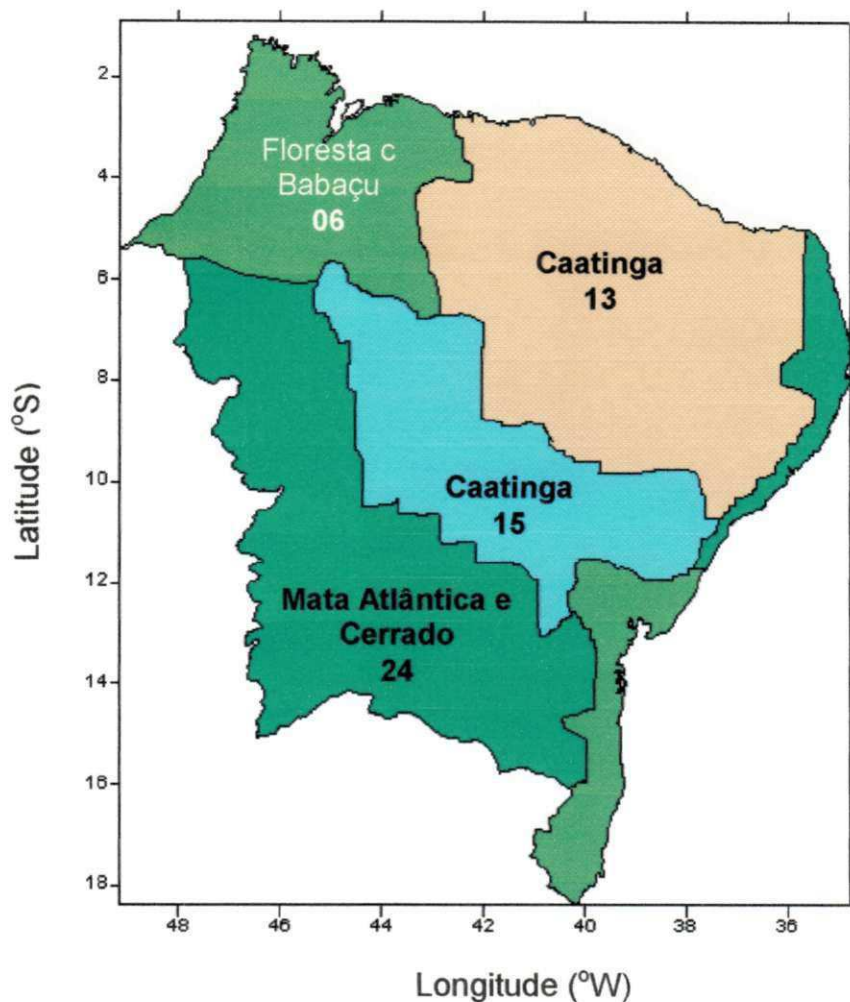 2
4
6
8
10
12
14
16
18
Latitude (°S)
Floresta c
Babaçu
06
Caatinga
13
Caatinga
15
Mata Atlântica e
Cerrado
24
48
46
44
42
40
38
36
Longitude (°W)